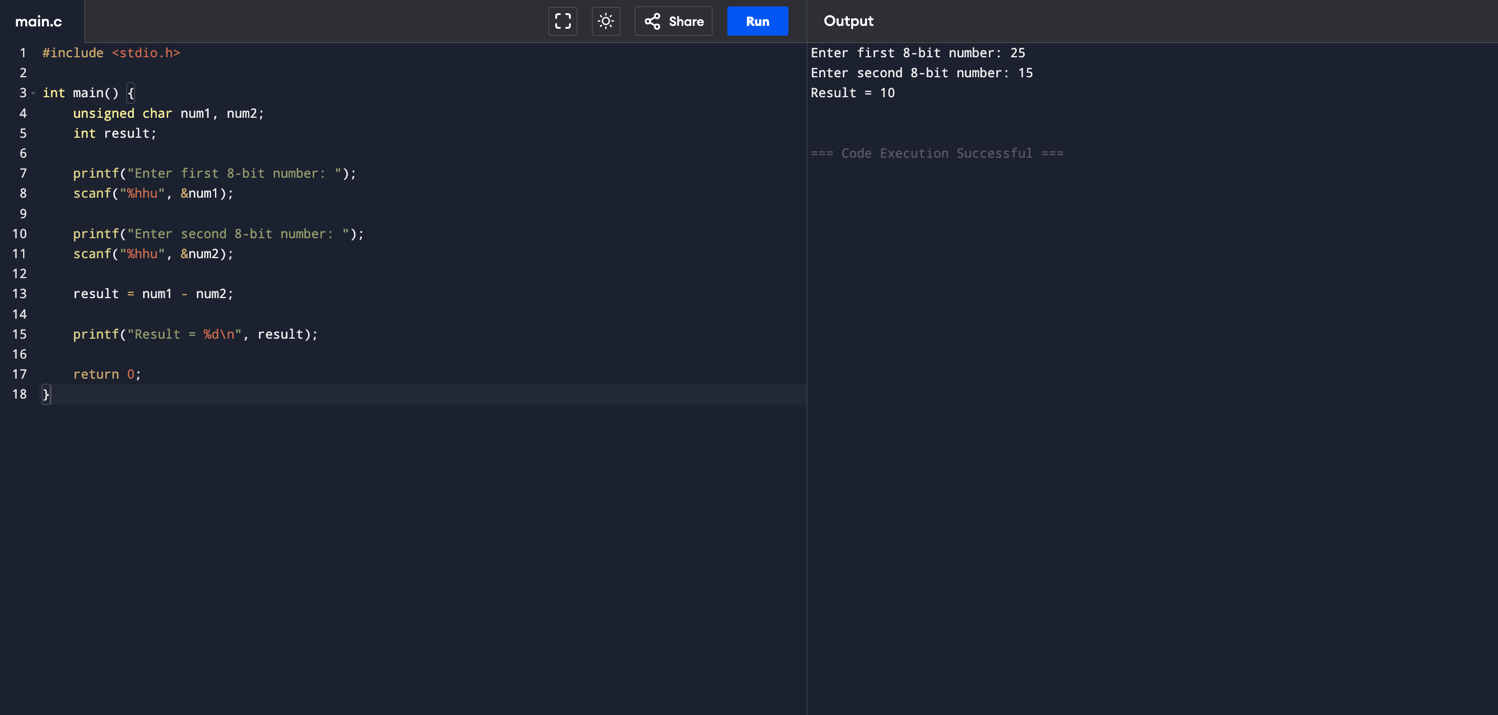 main.c
Share
Run
Output
1 #include <stdio.h>
2
3 int main() {
4     unsigned char num1, num2;
5     int result;
6
7     printf("Enter first 8-bit number: ");
8     scanf("%hhu", &num1);
9
10     printf("Enter second 8-bit number: ");
11     scanf("%hhu", &num2);
12
13     result = num1 - num2;
14
15     printf("Result = %d\n", result);
16
17     return 0;
18 }
Enter first 8-bit number: 25
Enter second 8-bit number: 15
Result = 10
=== Code Execution Successful ===